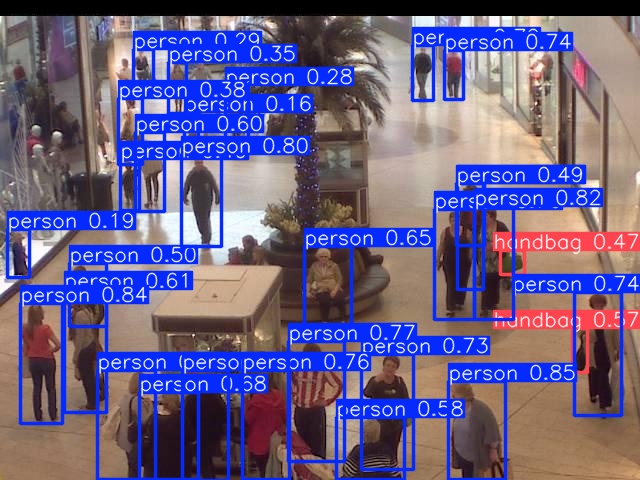 person 0.29
person 0.74
person 0.35
person 0.28
person 0.38
person 0.16
person 0.60
person 0.80
person 0.49
person 0.82
person 0.19
person 0.65
handbag 0.47
person 0.50
person 0.61
person 0.74
person 0.84
handbag 0.57
person 0.77
person 0.73
person
person 0.76
person 0.85
person 0.68
person 0.58